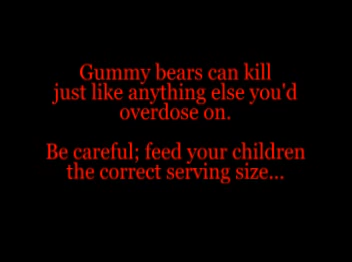 Gummy bears can kill
just like anything else you'd
overdose on.
Be careful; feed your children
the correct serving size...